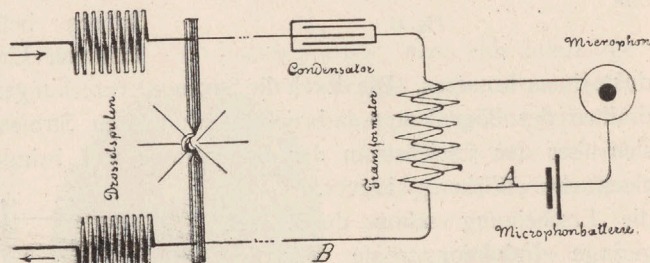 Microphon
Condensator
Drosselspulen
Transformator
A
Microphonbatterie.
B